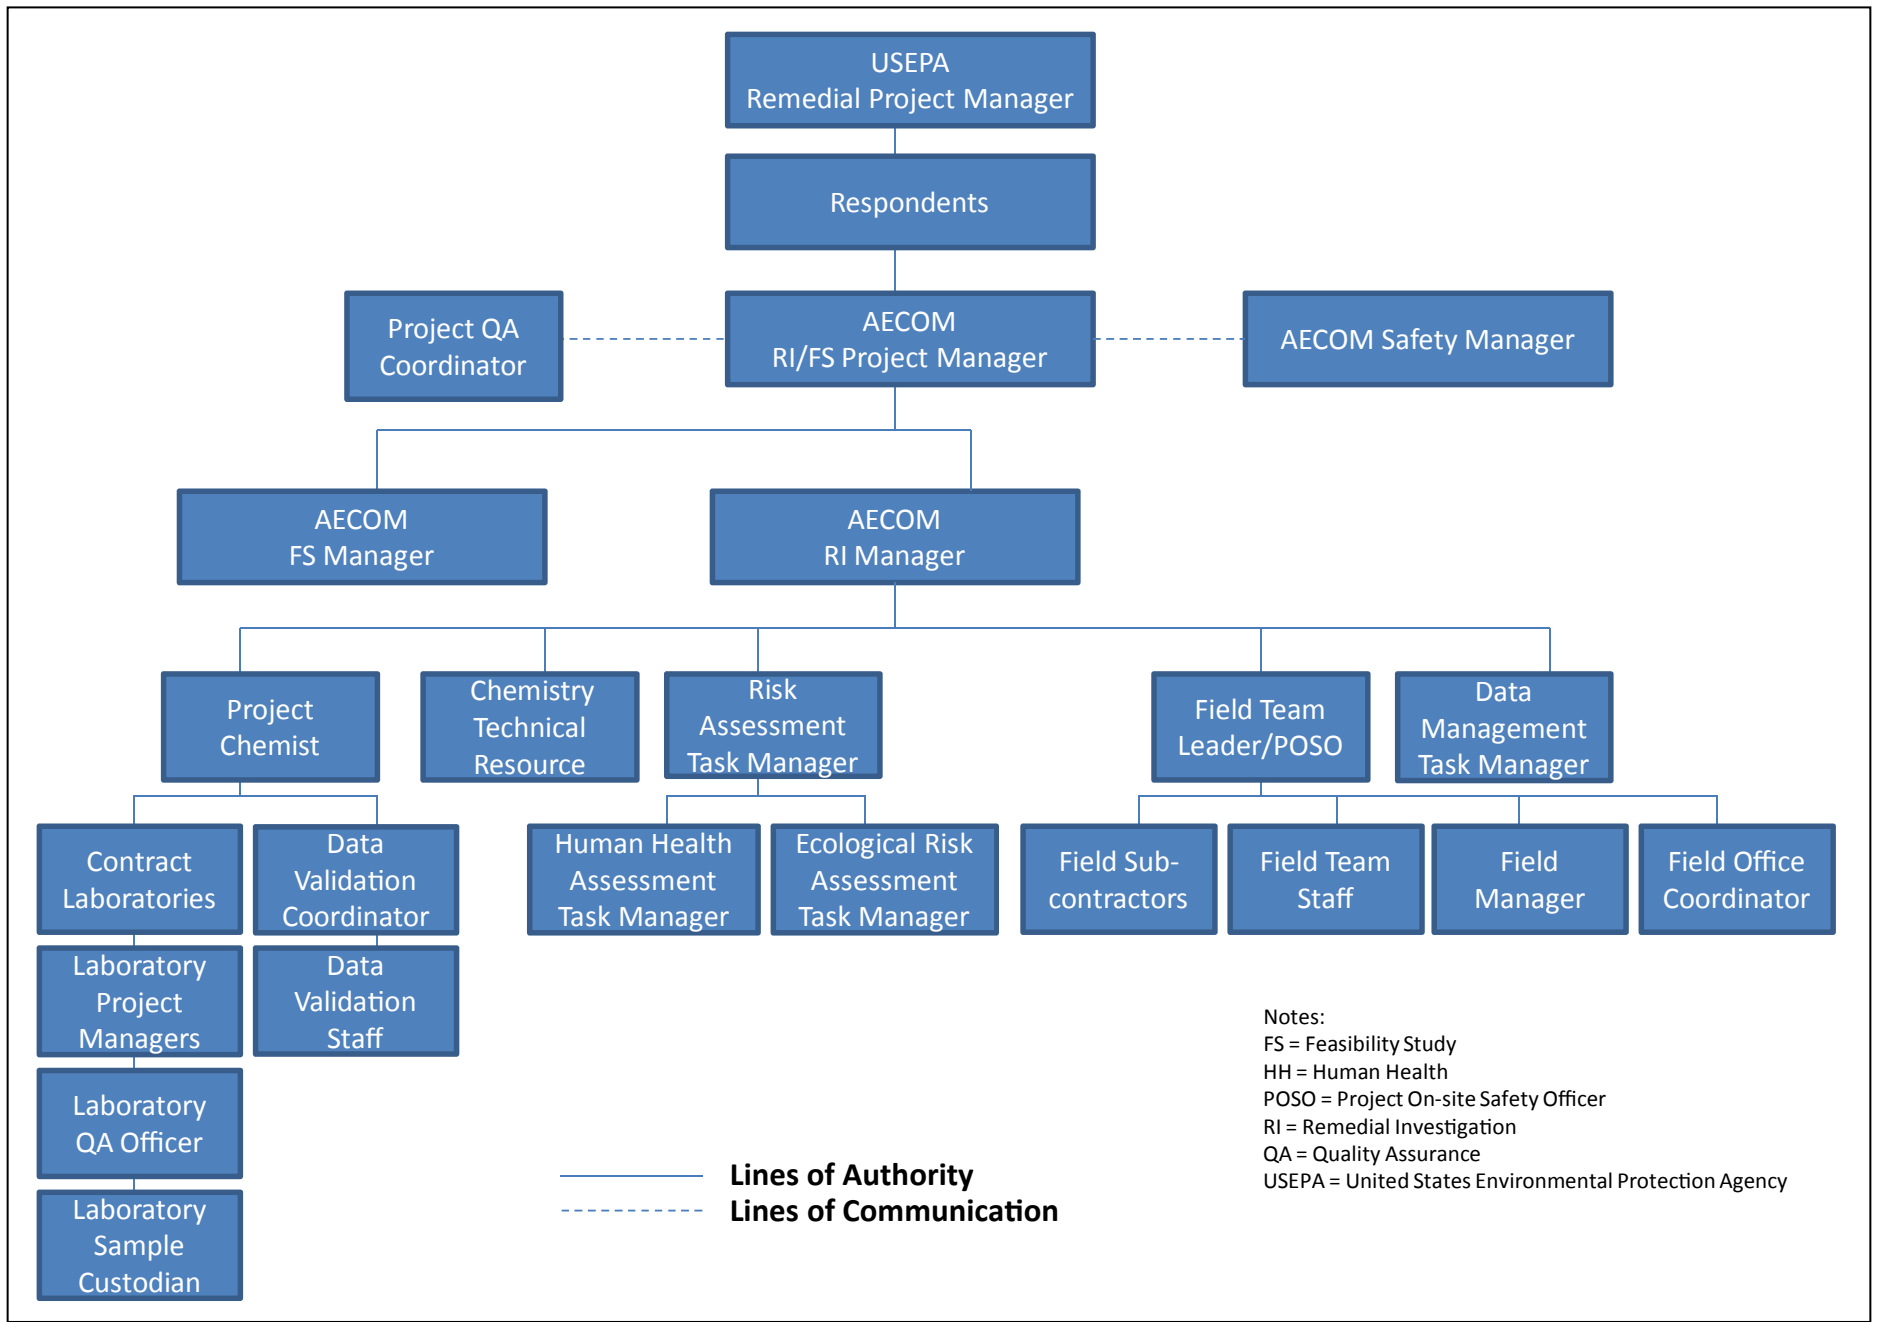 USEPA
Remedial Project Manager
Respondents
Project QA
Coordinator
AECOM
RI/FS Project Manager
AECOM Safety Manager
AECOM
FS Manager
AECOM
RI Manager
Project
Chemist
Chemistry
Technical
Resource
Risk
Assessment
Task Manager
Field Team
Leader/POSO
Data
Management
Task Manager
Contract
Laboratories
Data
Validation
Coordinator
Human Health
Assessment
Task Manager
Ecological Risk
Assessment
Task Manager
Field Sub-
contractors
Field Team
Staff
Field
Manager
Field Office
Coordinator
Laboratory
Project
Managers
Data
Validation
Staff
Laboratory
QA Officer
Laboratory
Sample
Custodian
Lines of Authority
Lines of Communication
Notes:
FS = Feasibility Study
HH = Human Health
POSO = Project On-site Safety Officer
RI = Remedial Investigation
QA = Quality Assurance
USEPA = United States Environmental Protection Agency